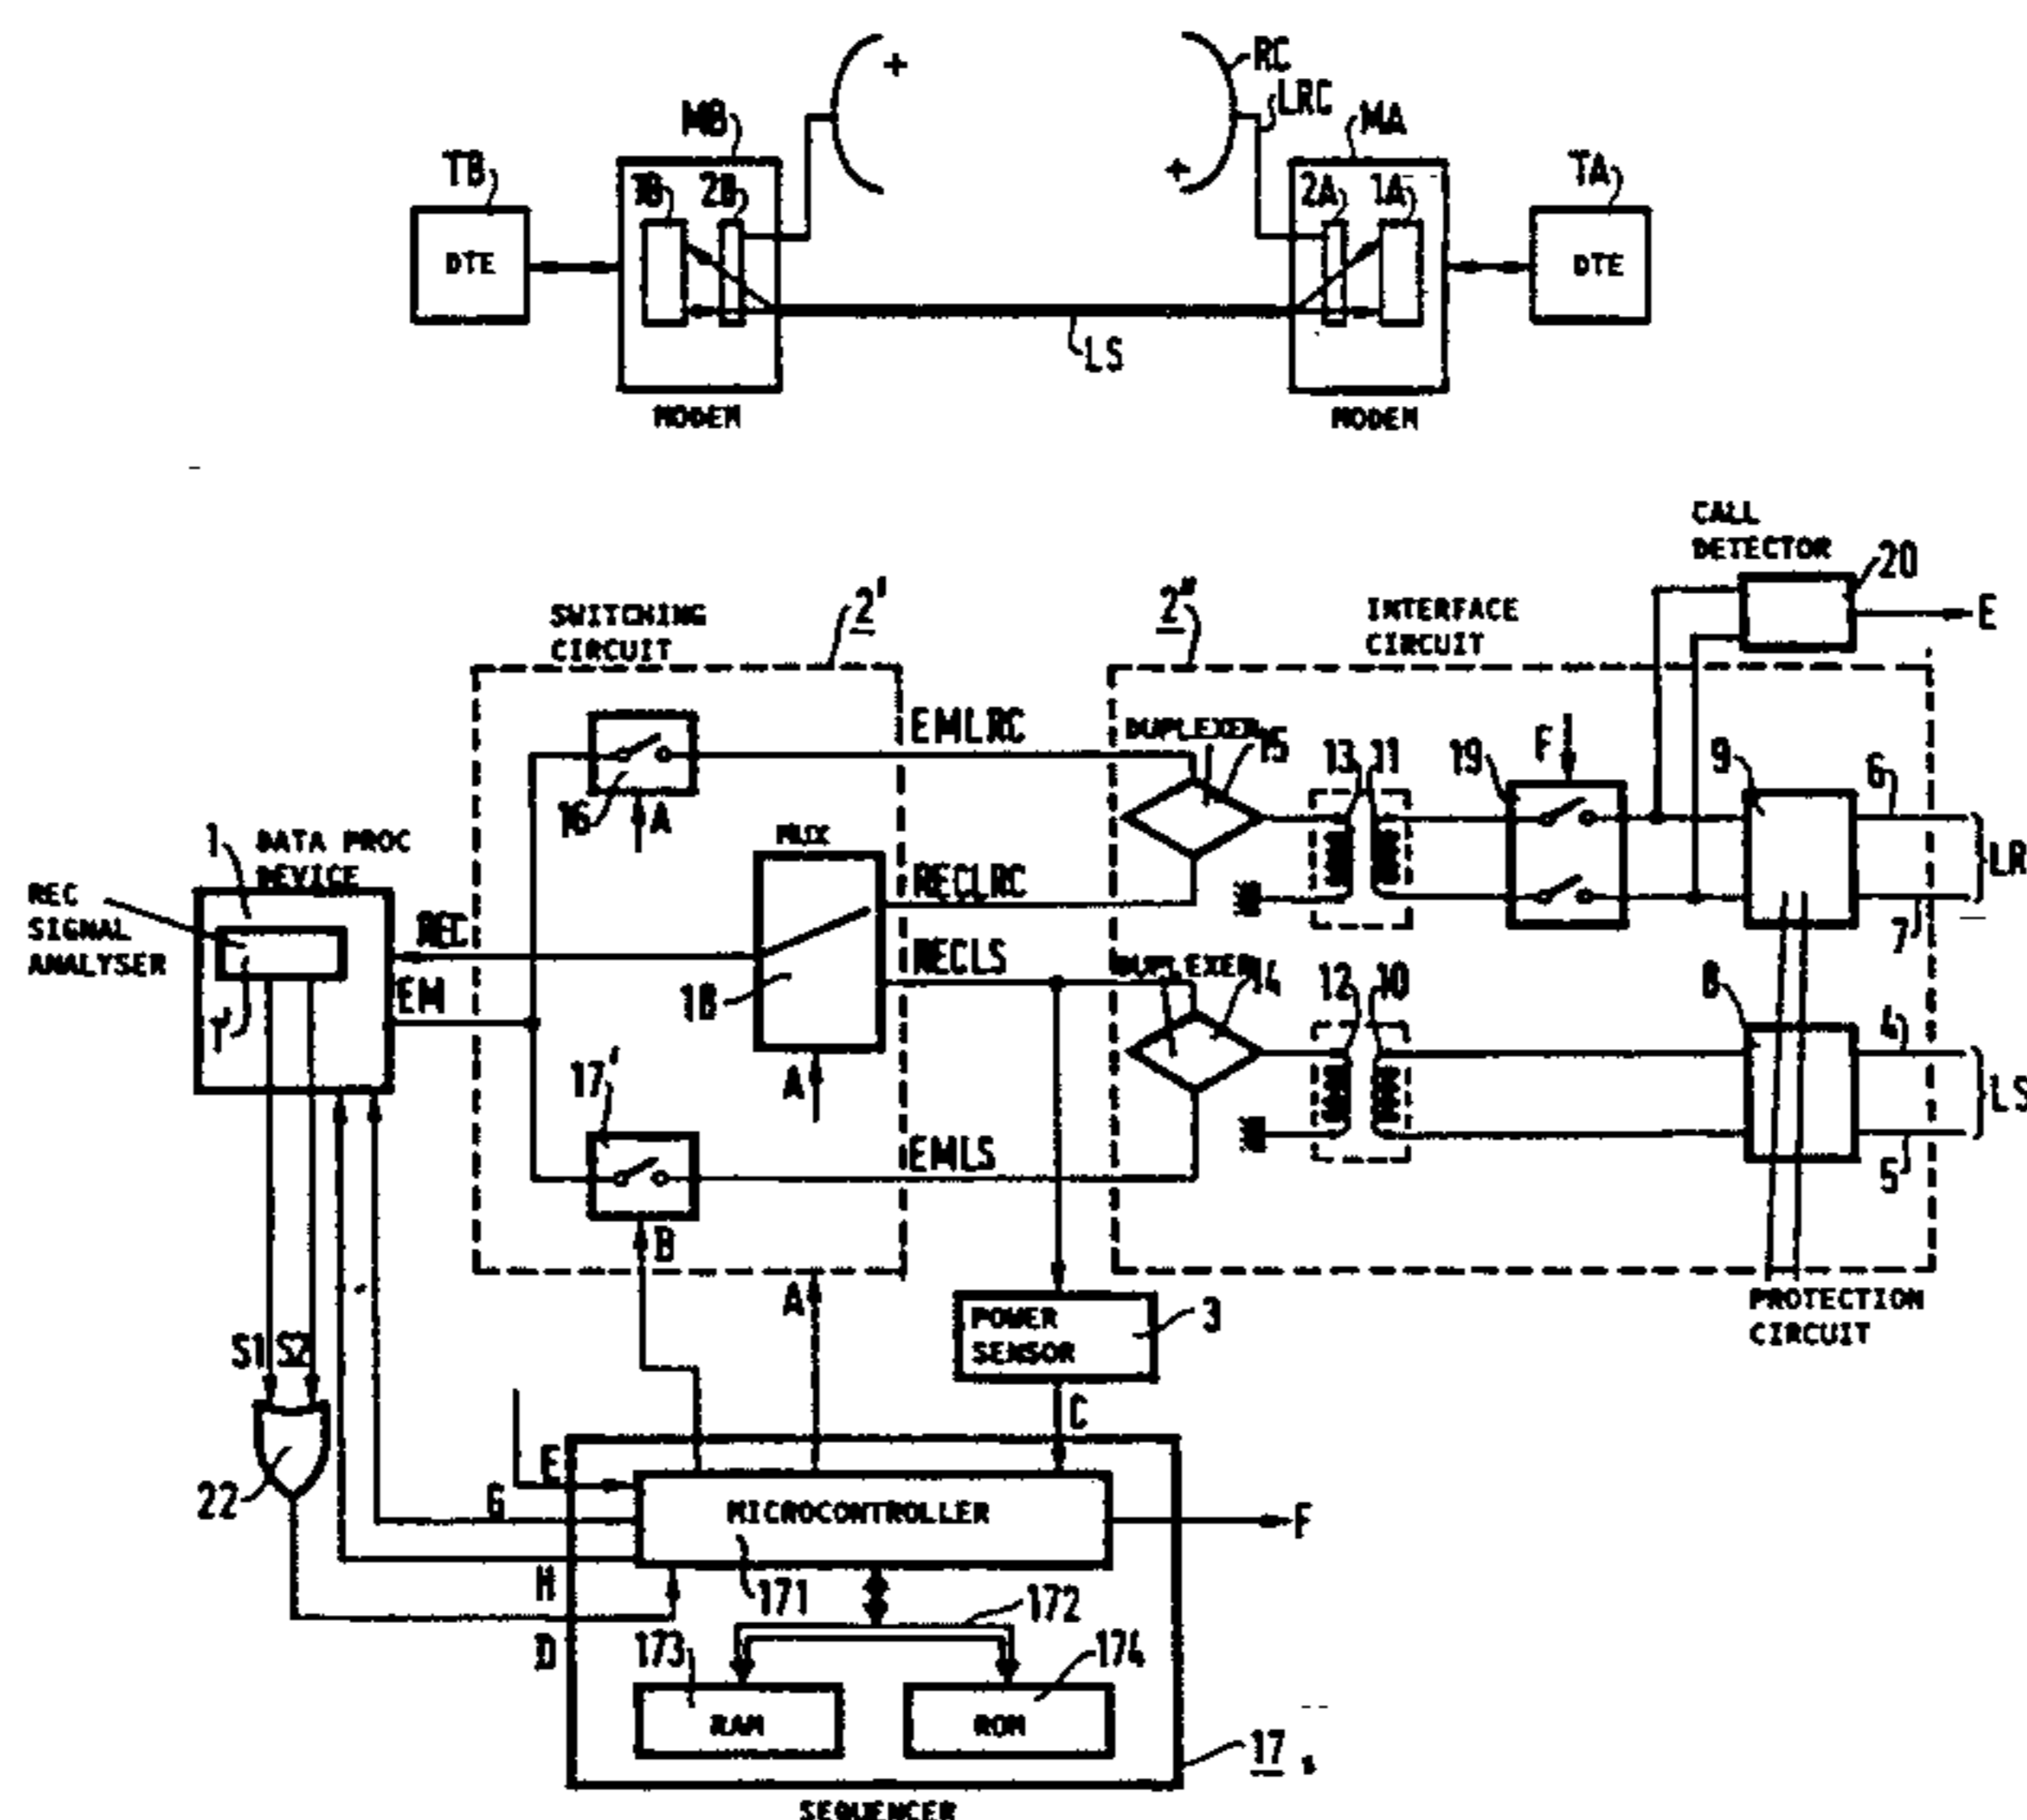 RC
LRC
MB
MA
TB
1B
2B
2A
1A
TA
DTE
DTE
LS
MODEM
MODEM
CALL
DETECTOR
20
E
SWITCHING
CIRCUIT
2'
2"
INTERFACE
CIRCUIT
EMLRC
DUPLEXER
15
13
11
19
F
9
6
16
A
MUX
LR
7
1
DATA PROC
DEVICE
REC
SIGNAL
ANALYSER
REC
RECLRC
RECLS
DUPLEXER
14
12
10
8
4
EM
1'
18
17'
A
LS
5
EMLS
B
A
POWER
SENSOR
3
PROTECTION
CIRCUIT
S1
S2
C
22
E
G
MICROCONTROLLER
F
H
171
172
D
173
174
RAM
ROM
17
SEQUENCER